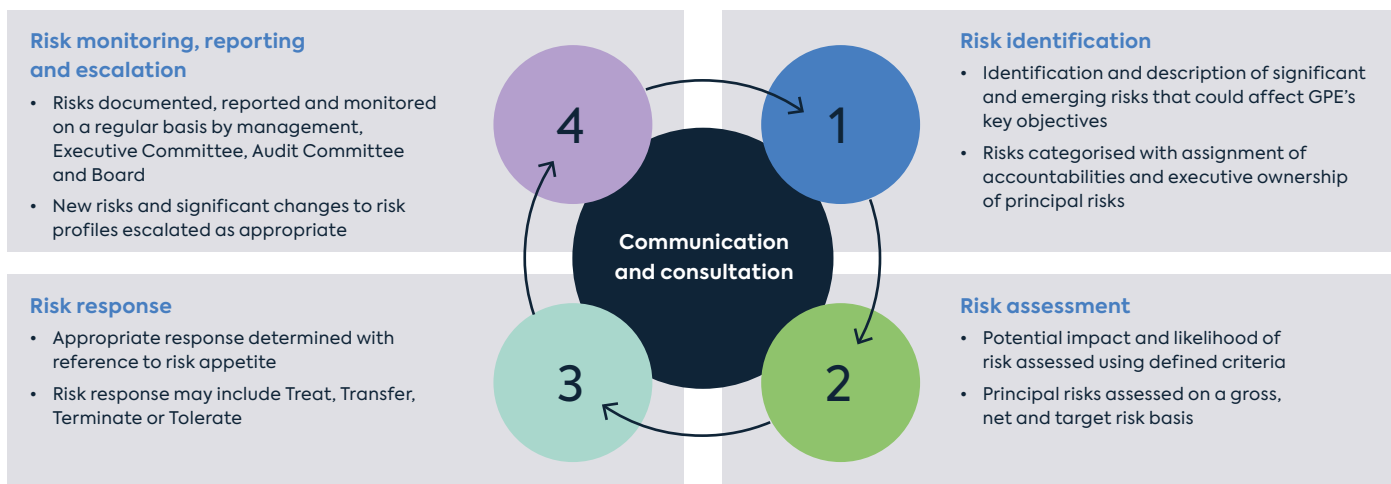 Risk monitoring, reporting
and escalation
• Risks documented, reported and monitored
on a regular basis by management,
Executive Committee, Audit Committee
and Board
• New risks and significant changes to risk
profiles escalated as appropriate
4
1
Risk identification
• Identification and description of significant
and emerging risks that could affect GPE’s
key objectives
• Risks categorised with assignment of
accountabilities and executive ownership
of principal risks
Communication
and consultation
Risk response
• Appropriate response determined with
reference to risk appetite
• Risk response may include Treat, Transfer,
Terminate or Tolerate
3
2
Risk assessment
• Potential impact and likelihood of
risk assessed using defined criteria
• Principal risks assessed on a gross,
net and target risk basis